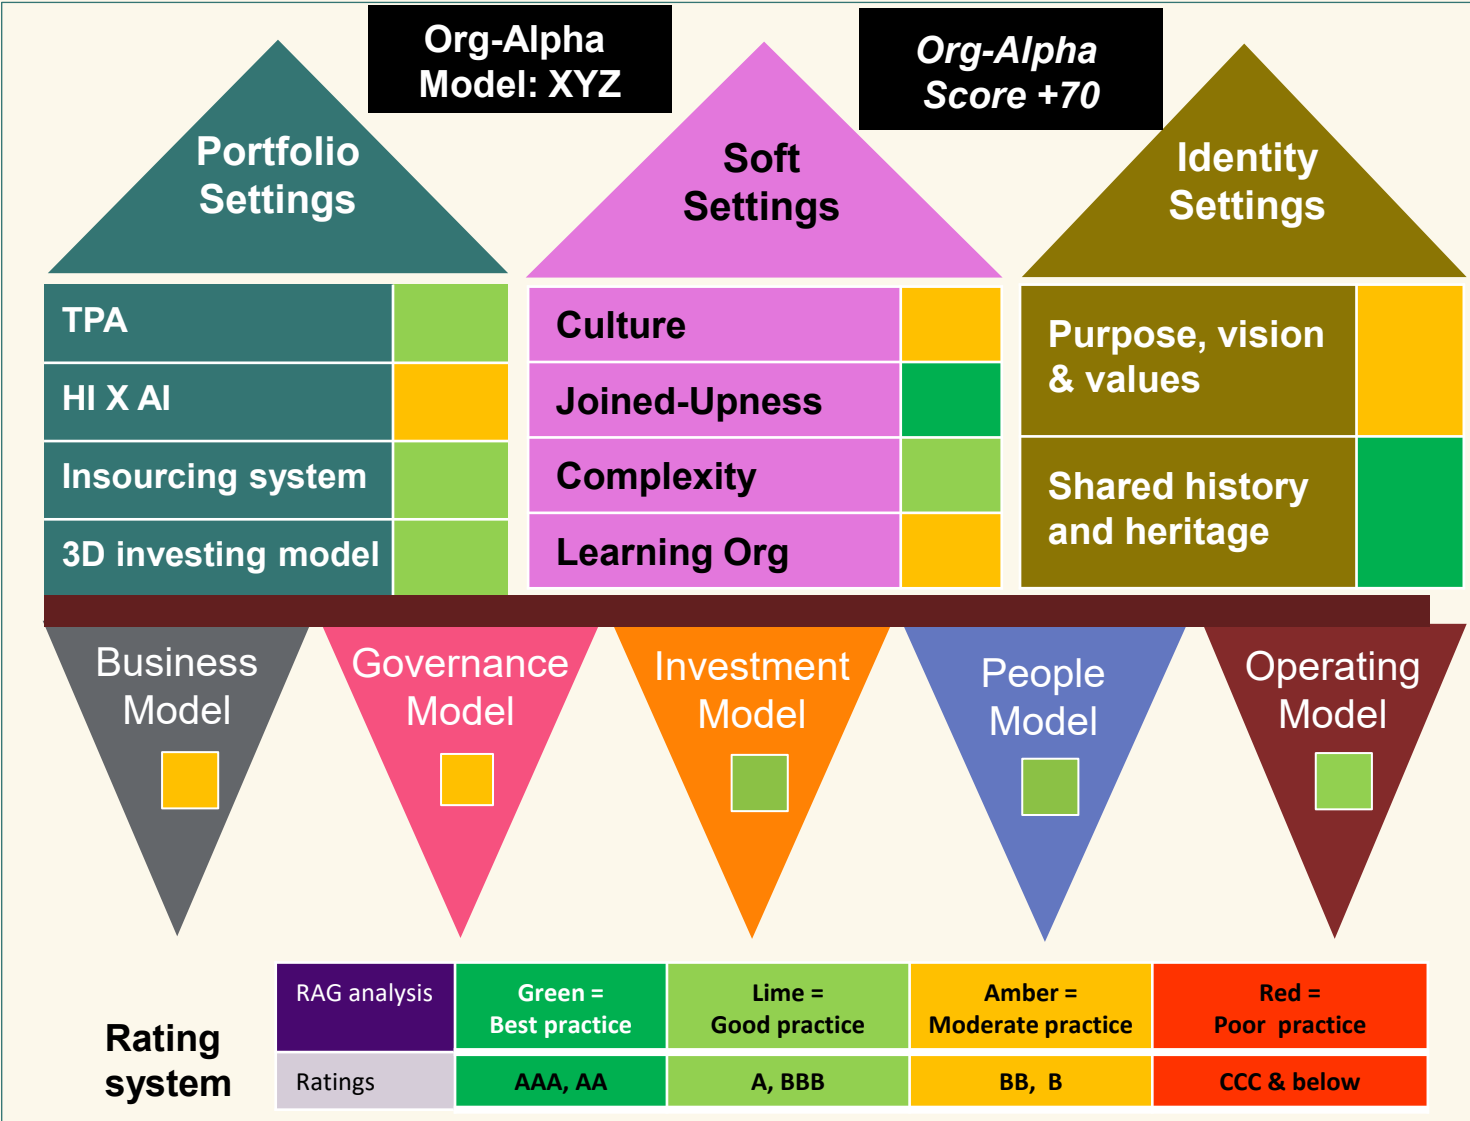 Org-Alpha
Model: XYZ
Org-Alpha
Score +70
Portfolio
Settings
Soft
Settings
Identity
Settings
TPA
HI X AI
Insourcing system
3D investing model
Culture
Joined-Upness
Complexity
Learning Org
Purpose, vision
& values
Shared history
and heritage
Business
Model
Governance
Model
Investment
Model
People
Model
Operating
Model
Rating
system
RAG analysis
Green =
Best practice
Lime =
Good practice
Amber =
Moderate practice
Red =
Poor  practice
Ratings
AAA, AA
A, BBB
BB,  B
CCC & below